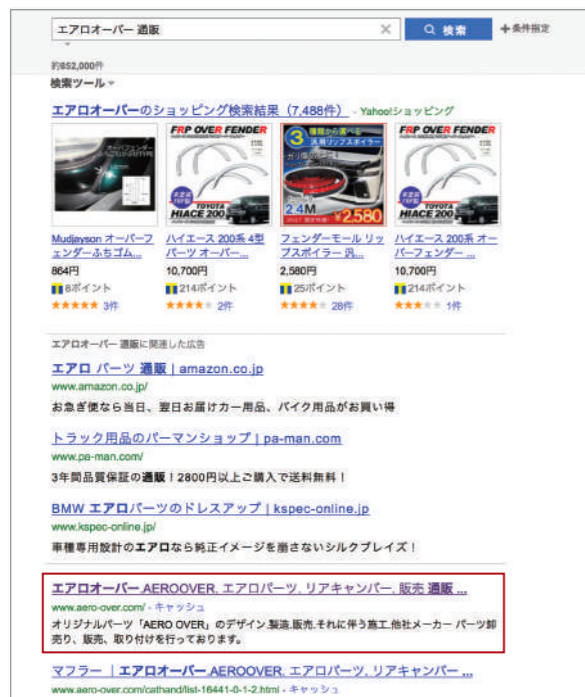 エアロオーバー 通販
検索
+条件指定
約852,000件
検索ツール
エアロオーバーのショッピング検索結果（7,488件） - Yahoo!ショッピング
FRP OVER FENDER
TOYOTA
HIACE 200
3 種類から選べる
汎用リップスポイラー
2.4M
¥2580
FRP OVER FENDER
TOYOTA
HIACE 200
Mudjayson オーバーフェンダーふちゴム...
864円
8ポイント
3件
ハイエース 200系 4型 パーツ オーバー...
10,700円
214ポイント
2件
フェンダーモール リップスポイラー 汎...
2,580円
25ポイント
28件
ハイエース 200系 オーバーフェンダー ...
10,700円
214ポイント
1件
エアロオーバー 通販に関連した広告
エアロ パーツ 通販 | amazon.co.jp
www.amazon.co.jp/
お急ぎ便なら当日、翌日お届けカー用品、バイク用品がお買い得
トラック用品のパーマンショップ | pa-man.com
www.pa-man.com/
3年間品質保証の通販！2800円以上ご購入で送料無料！
BMW エアロパーツのドレスアップ | kspec-online.jp
www.kspec-online.jp/
車種専用設計のエアロなら純正イメージを崩さないシルクブレイズ！
エアロオーバー,AEROOVER, エアロパーツ, リアキャンバー, 販売 通販 ...
www.aero-over.com/ - キャッシュ
オリジナルパーツ「AERO OVER」のデザイン.製造.販売.それに伴う施工.他社メーカー パーツ卸
売り、販売、取り付けを行っております。
マフラー | エアロオーバー,AEROOVER, エアロパーツ, リアキャンバー ...
www.aero-over.com/cathand/list-16441-0-1-2.html - キャッシュ